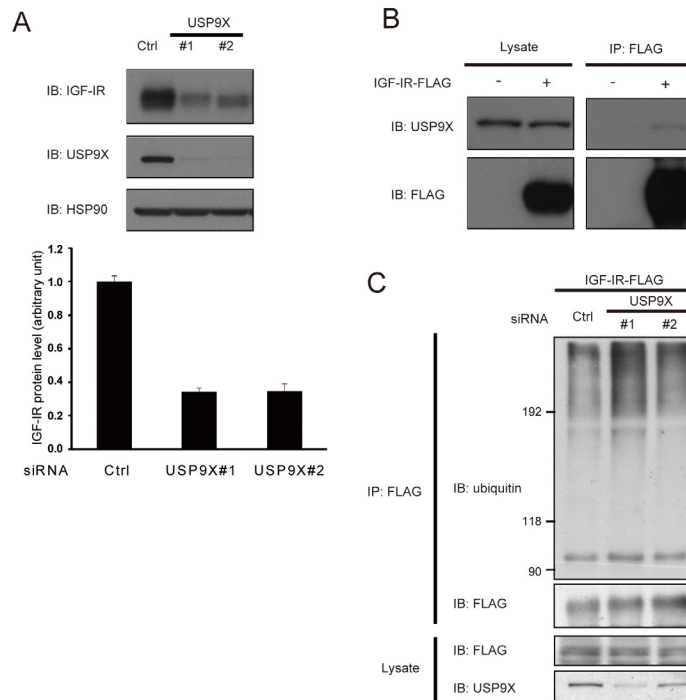 A
USP9X
Ctrl #1 #2
IB: IGF-IR
IB: USP9X
IB: HSP90
IGF-IR protein level (arbitrary unit)
1.2
1.0
0.8
0.6
0.4
0.2
0.0
siRNA Ctrl USP9X#1 USP9X#2
B
Lysate IP: FLAG
IGF-IR-FLAG - + - +
IB: USP9X
IB: FLAG
C
IGF-IR-FLAG
USP9X
siRNA Ctrl #1 #2
192
IP: FLAG
IB: ubiquitin
118
90
IB: FLAG
Lysate
IB: FLAG
IB: USP9X